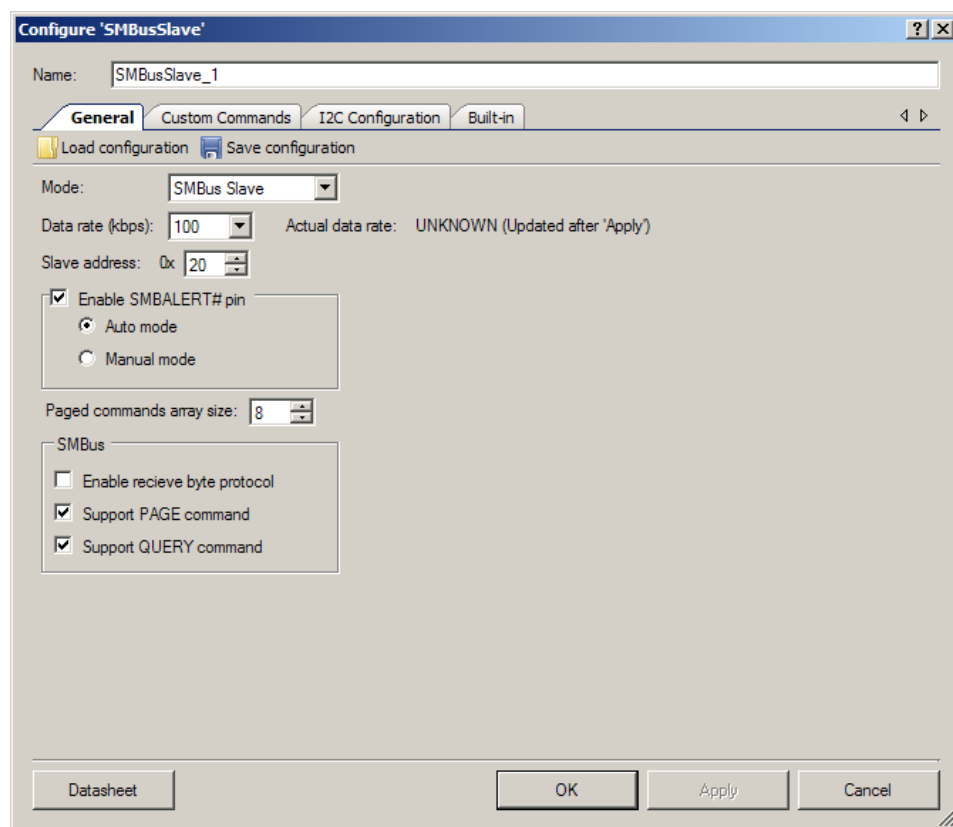 Configure 'SMBusSlave'
Name: SMBusSlave_1
General Custom Commands I2C Configuration Built-in
Load configuration Save configuration
Mode: SMBus Slave
Data rate (kbps): 100 Actual data rate: UNKNOWN (Updated after 'Apply')
Slave address: 0x 20
Enable SMBALERT# pin
Auto mode
Manual mode
Paged commands array size: 8
SMBus
Enable recieve byte protocol
Support PAGE command
Support QUERY command
Datasheet OK Apply Cancel